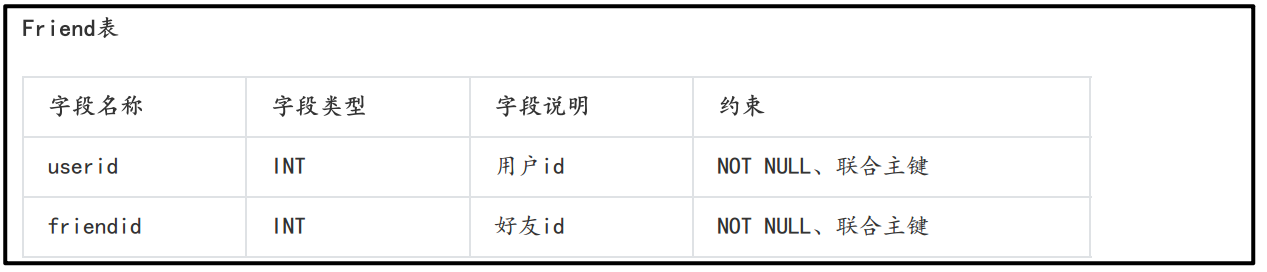 Friend表
字段名称 字段类型 字段说明 约束
userid INT 用户id NOT NULL、联合主键
friendid INT 好友id NOT NULL、联合主键